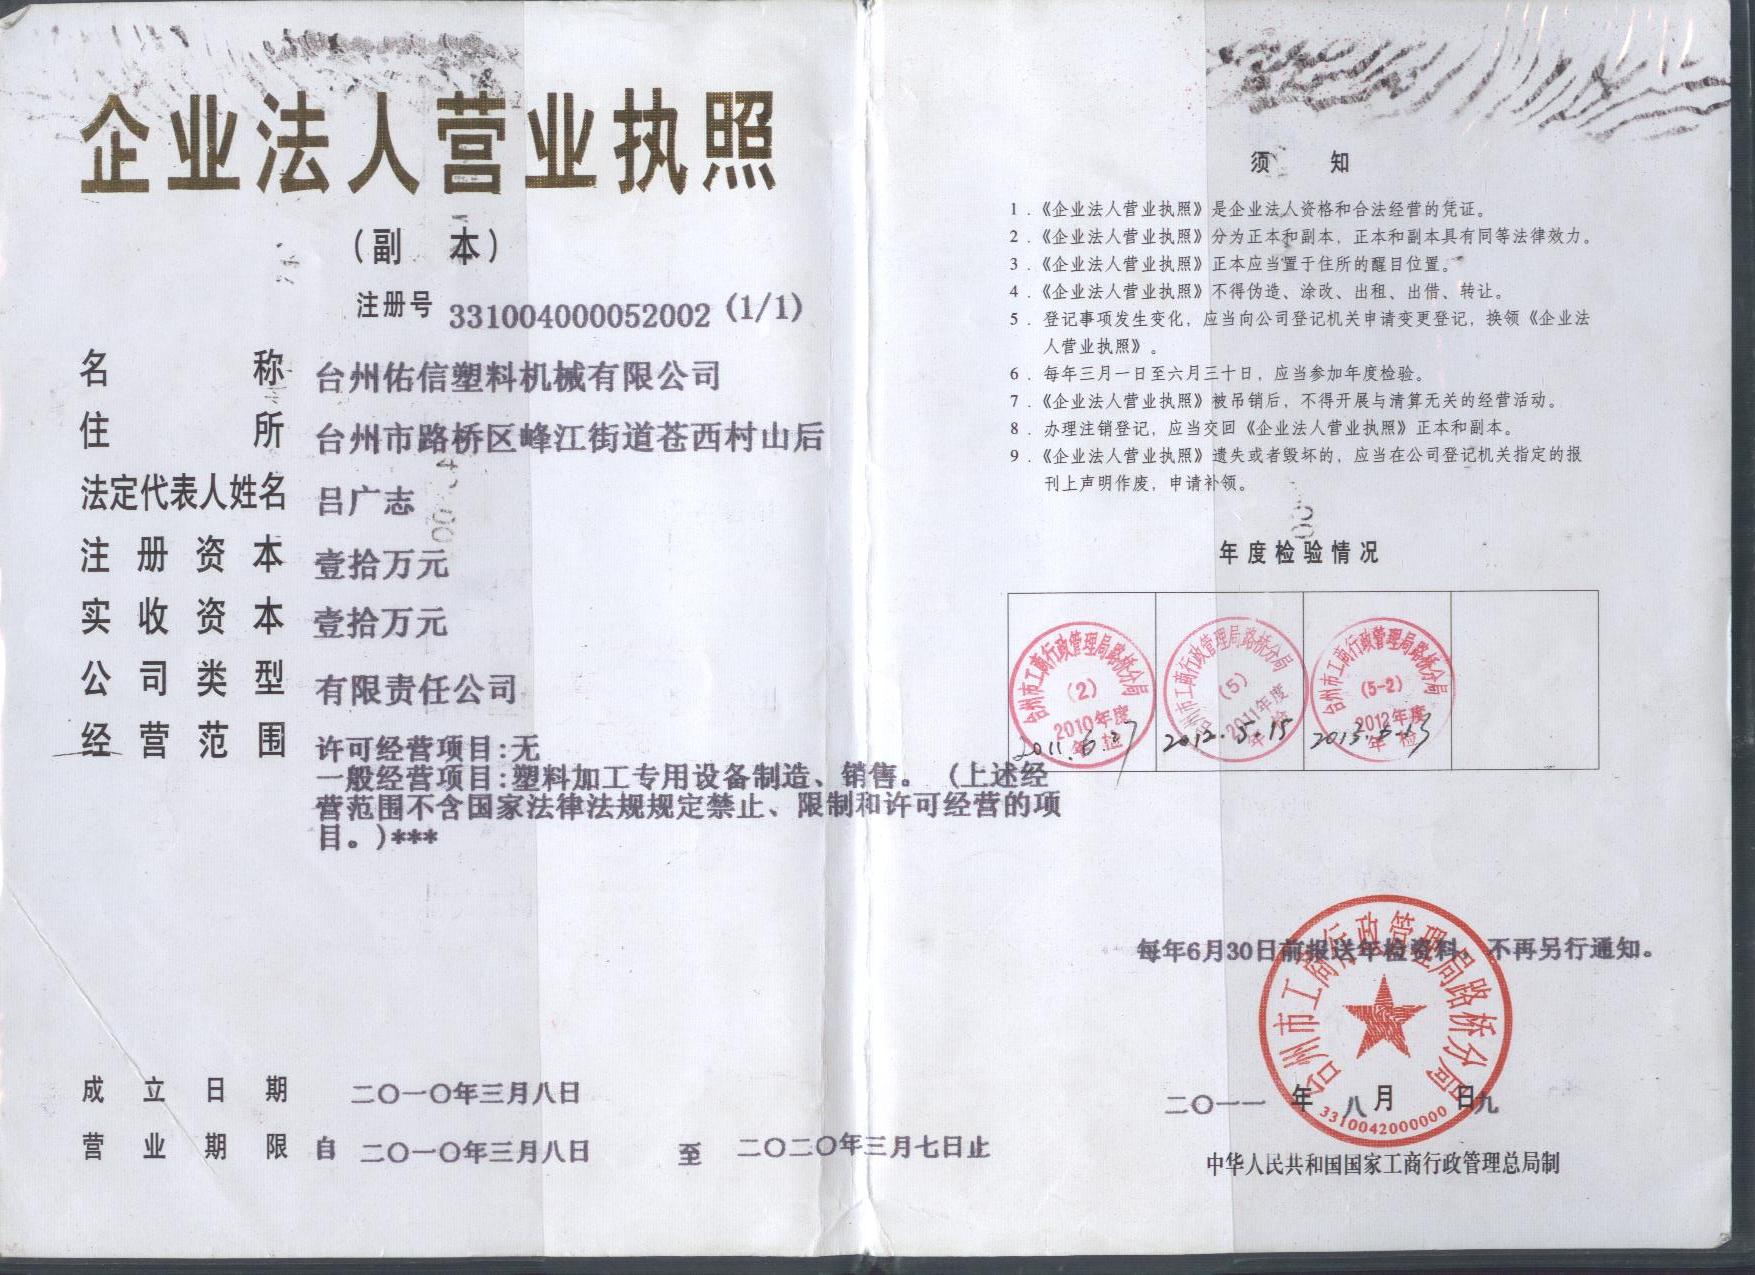 企业法人营业执照
（副 本）
注册号 331004000052002 (1/1)
名称 台州佑信塑料机械有限公司
住所 台州市路桥区峰江街道苍西村山后
法定代表人姓名 吕广志
注册资本 壹拾万元
实收资本 壹拾万元
公司类型 有限责任公司
经营范围 许可经营项目:无
一般经营项目:塑料加工专用设备制造、销售。（上述经
营范围不含国家法律法规规定禁止、限制和许可经营的项
目。)***
成立日期 二〇一〇年三月八日
营业期限 自 二〇一〇年三月八日 至 二〇二〇年三月七日止
须 知
1．《企业法人营业执照》是企业法人资格和合法经营的凭证。
2．《企业法人营业执照》分为正本和副本，正本和副本具有同等法律效力。
3．《企业法人营业执照》正本应当置于住所的醒目位置。
4．《企业法人营业执照》不得伪造、涂改、出租、出借、转让。
5．登记事项发生变化，应当向公司登记机关申请变更登记，换领《企业法
人营业执照》。
6．每年三月一日至六月三十日，应当参加年度检验。
7．《企业法人营业执照》被吊销后，不得开展与清算无关的经营活动。
8．办理注销登记，应当交回《企业法人营业执照》正本和副本。
9．《企业法人营业执照》遗失或者毁坏的，应当在公司登记机关指定的报
刊上声明作废，申请补领。
年度检验情况
台州市工商行政管理局路桥分局
（2）
2010年度
年检
2011.6.27
台州市工商行政管理局路桥分局
（5）
2011年度
年检
2012.5.15
台州市工商行政管理局路桥分局
（5-2）
2012年度
年检
2013.6.13
每年6月30日前报送年检资料，不再另行通知。
台州市工商行政管理局路桥分局
二〇一一 年 八 月 九 日
3310042000000
中华人民共和国国家工商行政管理总局制